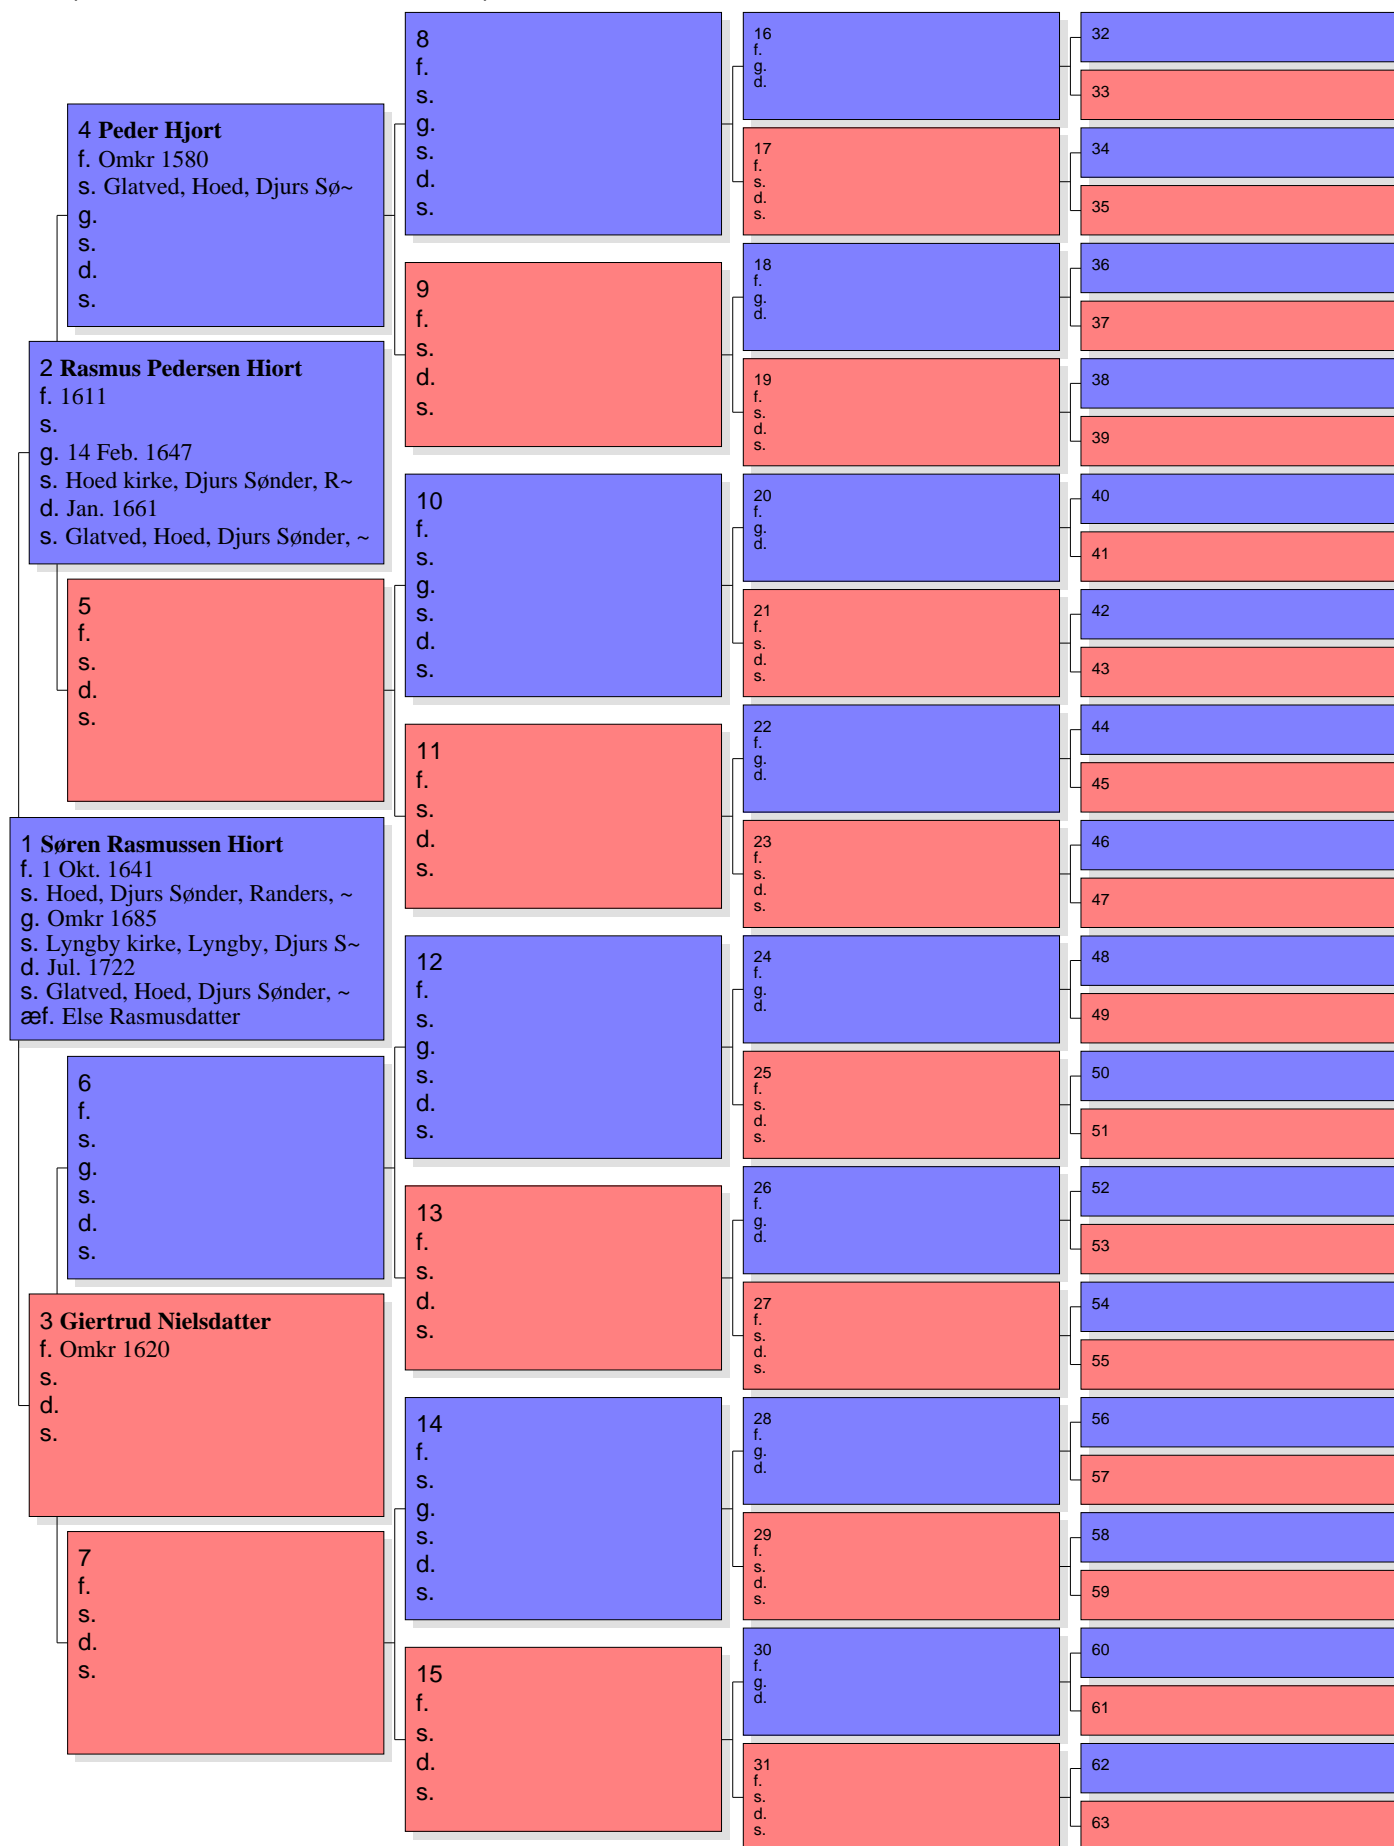 4 Peder Hjort
f. Omkr 1580
s. Glatved, Hoed, Djurs Sø~
g.
s.
d.
s.
2 Rasmus Pedersen Hiort
f. 1611
s.
g. 14 Feb. 1647
s. Hoed kirke, Djurs Sønder, R~
d. Jan. 1661
s. Glatved, Hoed, Djurs Sønder, ~
5
f.
s.
d.
s.
1 Søren Rasmussen Hiort
f. 1 Okt. 1641
s. Hoed, Djurs Sønder, Randers, ~
g. Omkr 1685
s. Lyngby kirke, Lyngby, Djurs S~
d. Jul. 1722
s. Glatved, Hoed, Djurs Sønder, ~
æf. Else Rasmusdatter
6
f.
s.
g.
s.
d.
s.
3 Giertrud Nielsdatter
f. Omkr 1620
s.
d.
s.
7
f.
s.
d.
s.
8
f.
s.
g.
s.
d.
s.
9
f.
s.
d.
s.
10
f.
s.
g.
s.
d.
s.
11
f.
s.
d.
s.
12
f.
s.
g.
s.
d.
s.
13
f.
s.
d.
s.
14
f.
s.
g.
s.
d.
s.
15
f.
s.
d.
s.
16
f.
g.
d.
17
f.
s.
d.
s.
18
f.
g.
d.
19
f.
s.
d.
s.
20
f.
g.
d.
21
f.
s.
d.
s.
22
f.
g.
d.
23
f.
s.
d.
s.
24
f.
g.
d.
25
f.
s.
d.
s.
26
f.
g.
d.
27
f.
s.
d.
s.
28
f.
g.
d.
29
f.
s.
d.
s.
30
f.
g.
d.
31
f.
s.
d.
s.
32
33
34
35
36
37
38
39
40
41
42
43
44
45
46
47
48
49
50
51
52
53
54
55
56
57
58
59
60
61
62
63